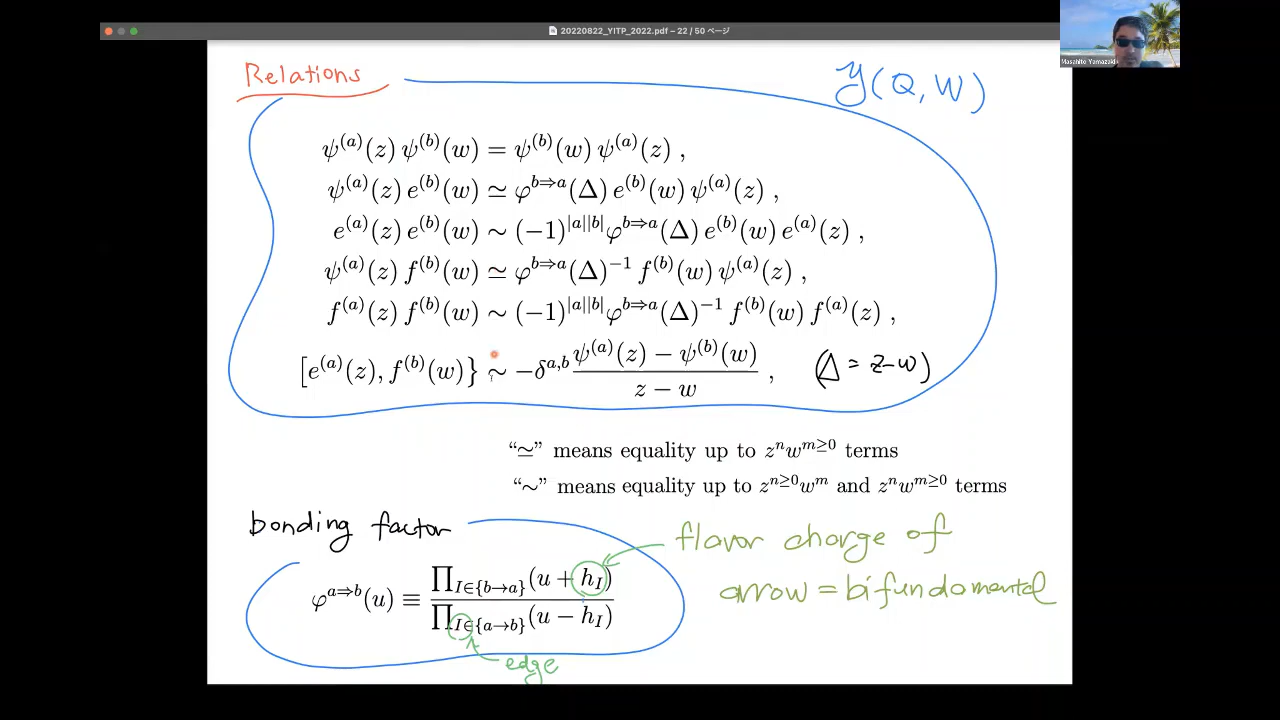 20220822_YITP_2022.pdf – 22 / 50 ページ
Masahito Yamazaki
Relations
Y(Q, W)
ψ^{(a)}(z) ψ^{(b)}(w) = ψ^{(b)}(w) ψ^{(a)}(z) ,
ψ^{(a)}(z) e^{(b)}(w) ≃ φ^{b⇒a}(Δ) e^{(b)}(w) ψ^{(a)}(z) ,
e^{(a)}(z) e^{(b)}(w) ∼ (−1)^{|a||b|} φ^{b⇒a}(Δ) e^{(b)}(w) e^{(a)}(z) ,
ψ^{(a)}(z) f^{(b)}(w) ≃ φ^{b⇒a}(Δ)^{−1} f^{(b)}(w) ψ^{(a)}(z) ,
f^{(a)}(z) f^{(b)}(w) ∼ (−1)^{|a||b|} φ^{b⇒a}(Δ)^{−1} f^{(b)}(w) f^{(a)}(z) ,
[e^{(a)}(z), f^{(b)}(w)} ∼ −δ^{a,b} \frac{ψ^{(a)}(z) − ψ^{(b)}(w)}{z − w} , (Δ = z−w)
“≃” means equality up to z^n w^{m≥0} terms
“∼” means equality up to z^{n≥0} w^m and z^n w^{m≥0} terms
bonding factor
flavor charge of
arrow = bifundamental
φ^{a⇒b}(u) ≡ \frac{∏_{I∈{b→a}}(u + h_I)}{∏_{I∈{a→b}}(u − h_I)}
edge